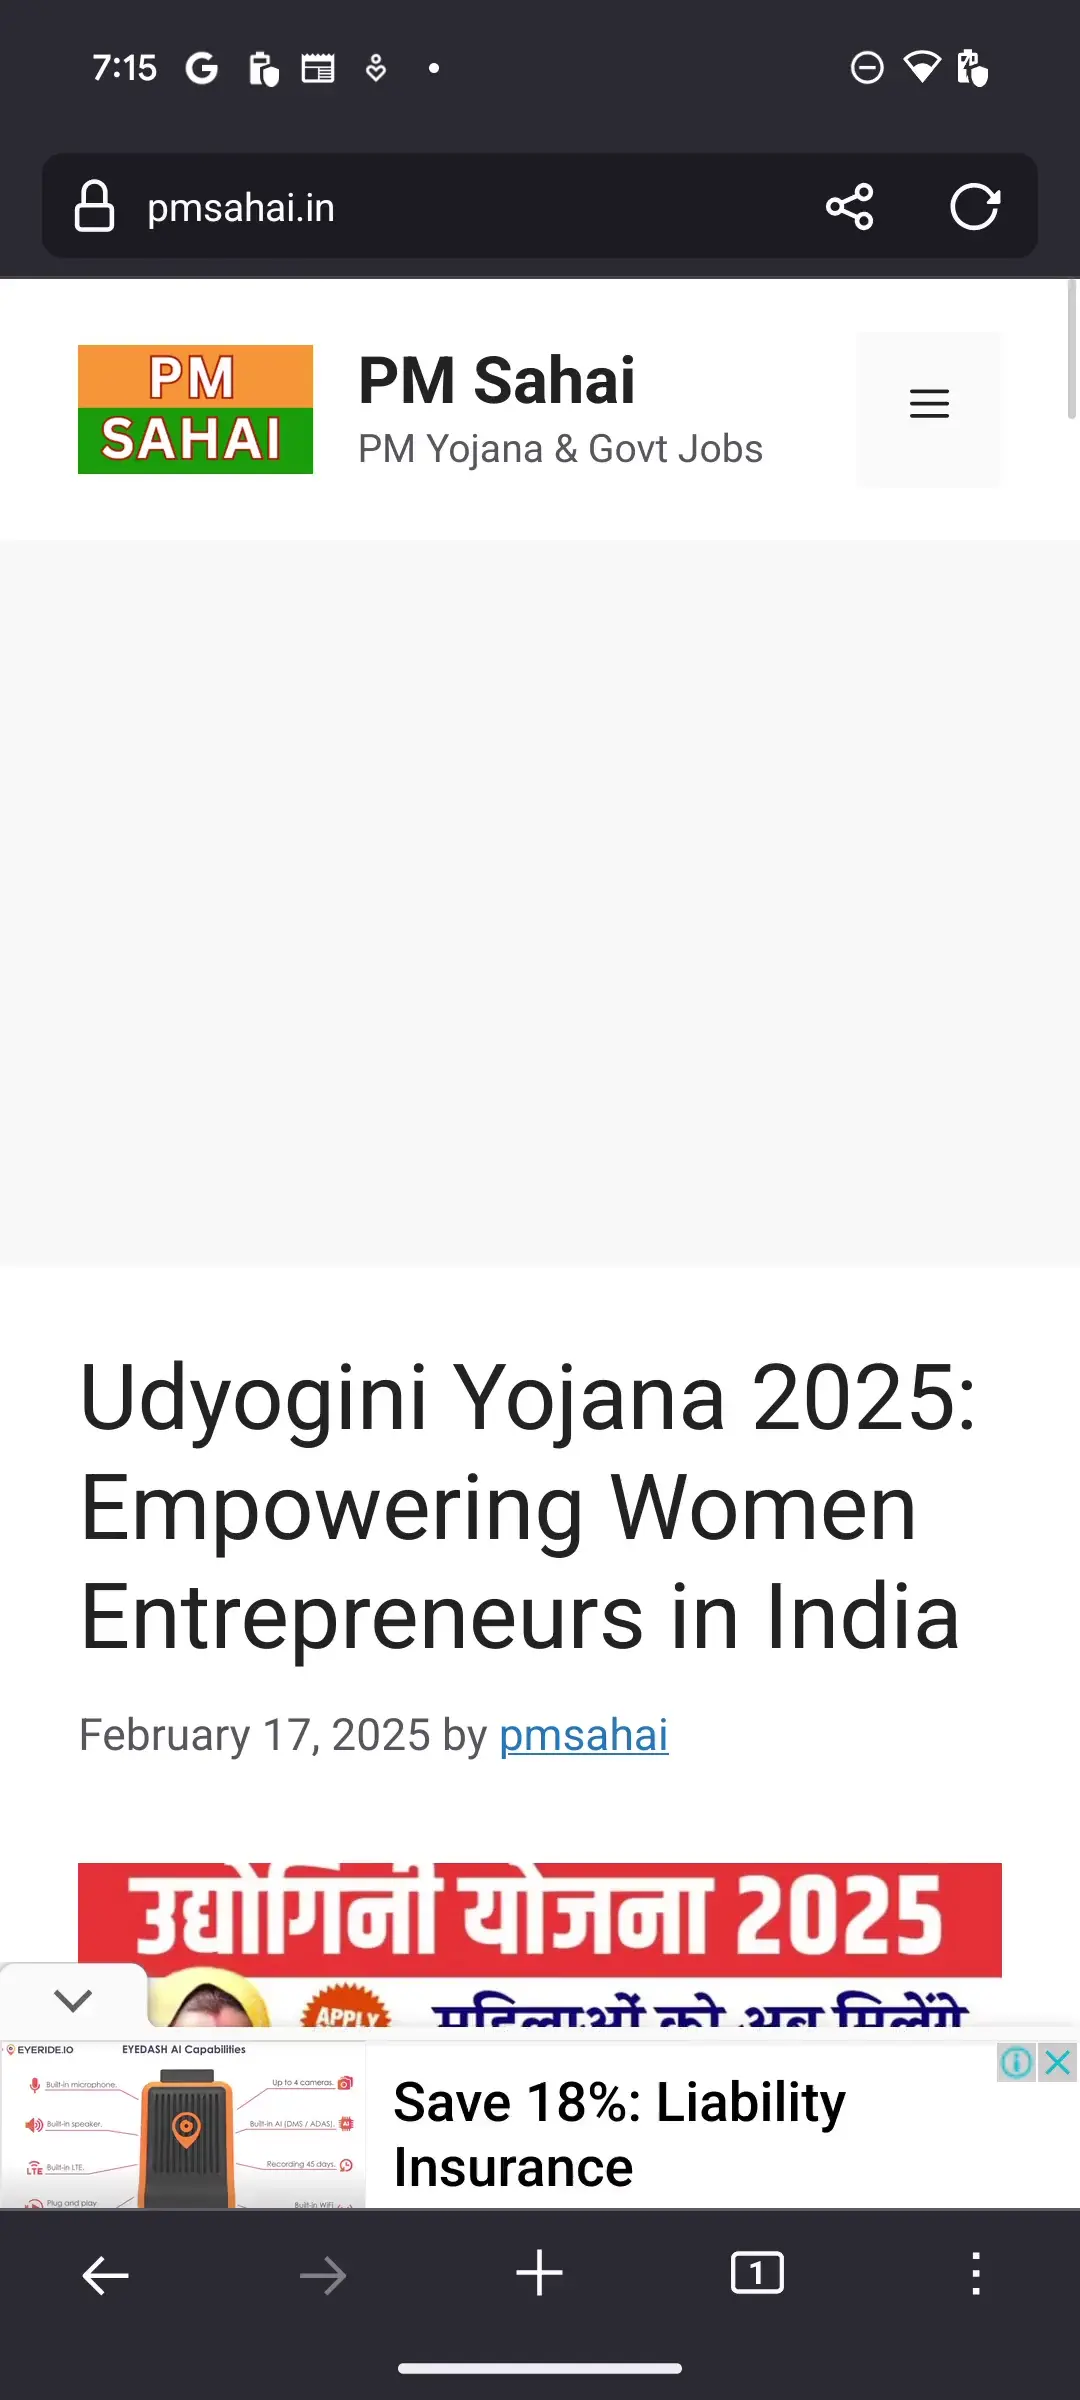 7:15
pmsahai.in
PM
SAHAI
PM Sahai
PM Yojana & Govt Jobs
Udyogini Yojana 2025:
Empowering Women
Entrepreneurs in India
February 17, 2025 by pmsahai
उद्योगिनी योजना 2025
APPLY
महिलाओं को अब मिलेंगे
EYERIDE.IO
EYEDASH AI Capabilities
Built-in microphone.
Up to 4 cameras.
Built-in speaker.
Built-in AI (DMS / ADAS).
Built-in LTE.
LTE
Recording 45 days.
Plug and play
Built-in WiFi
Save 18%: Liability
Insurance
1